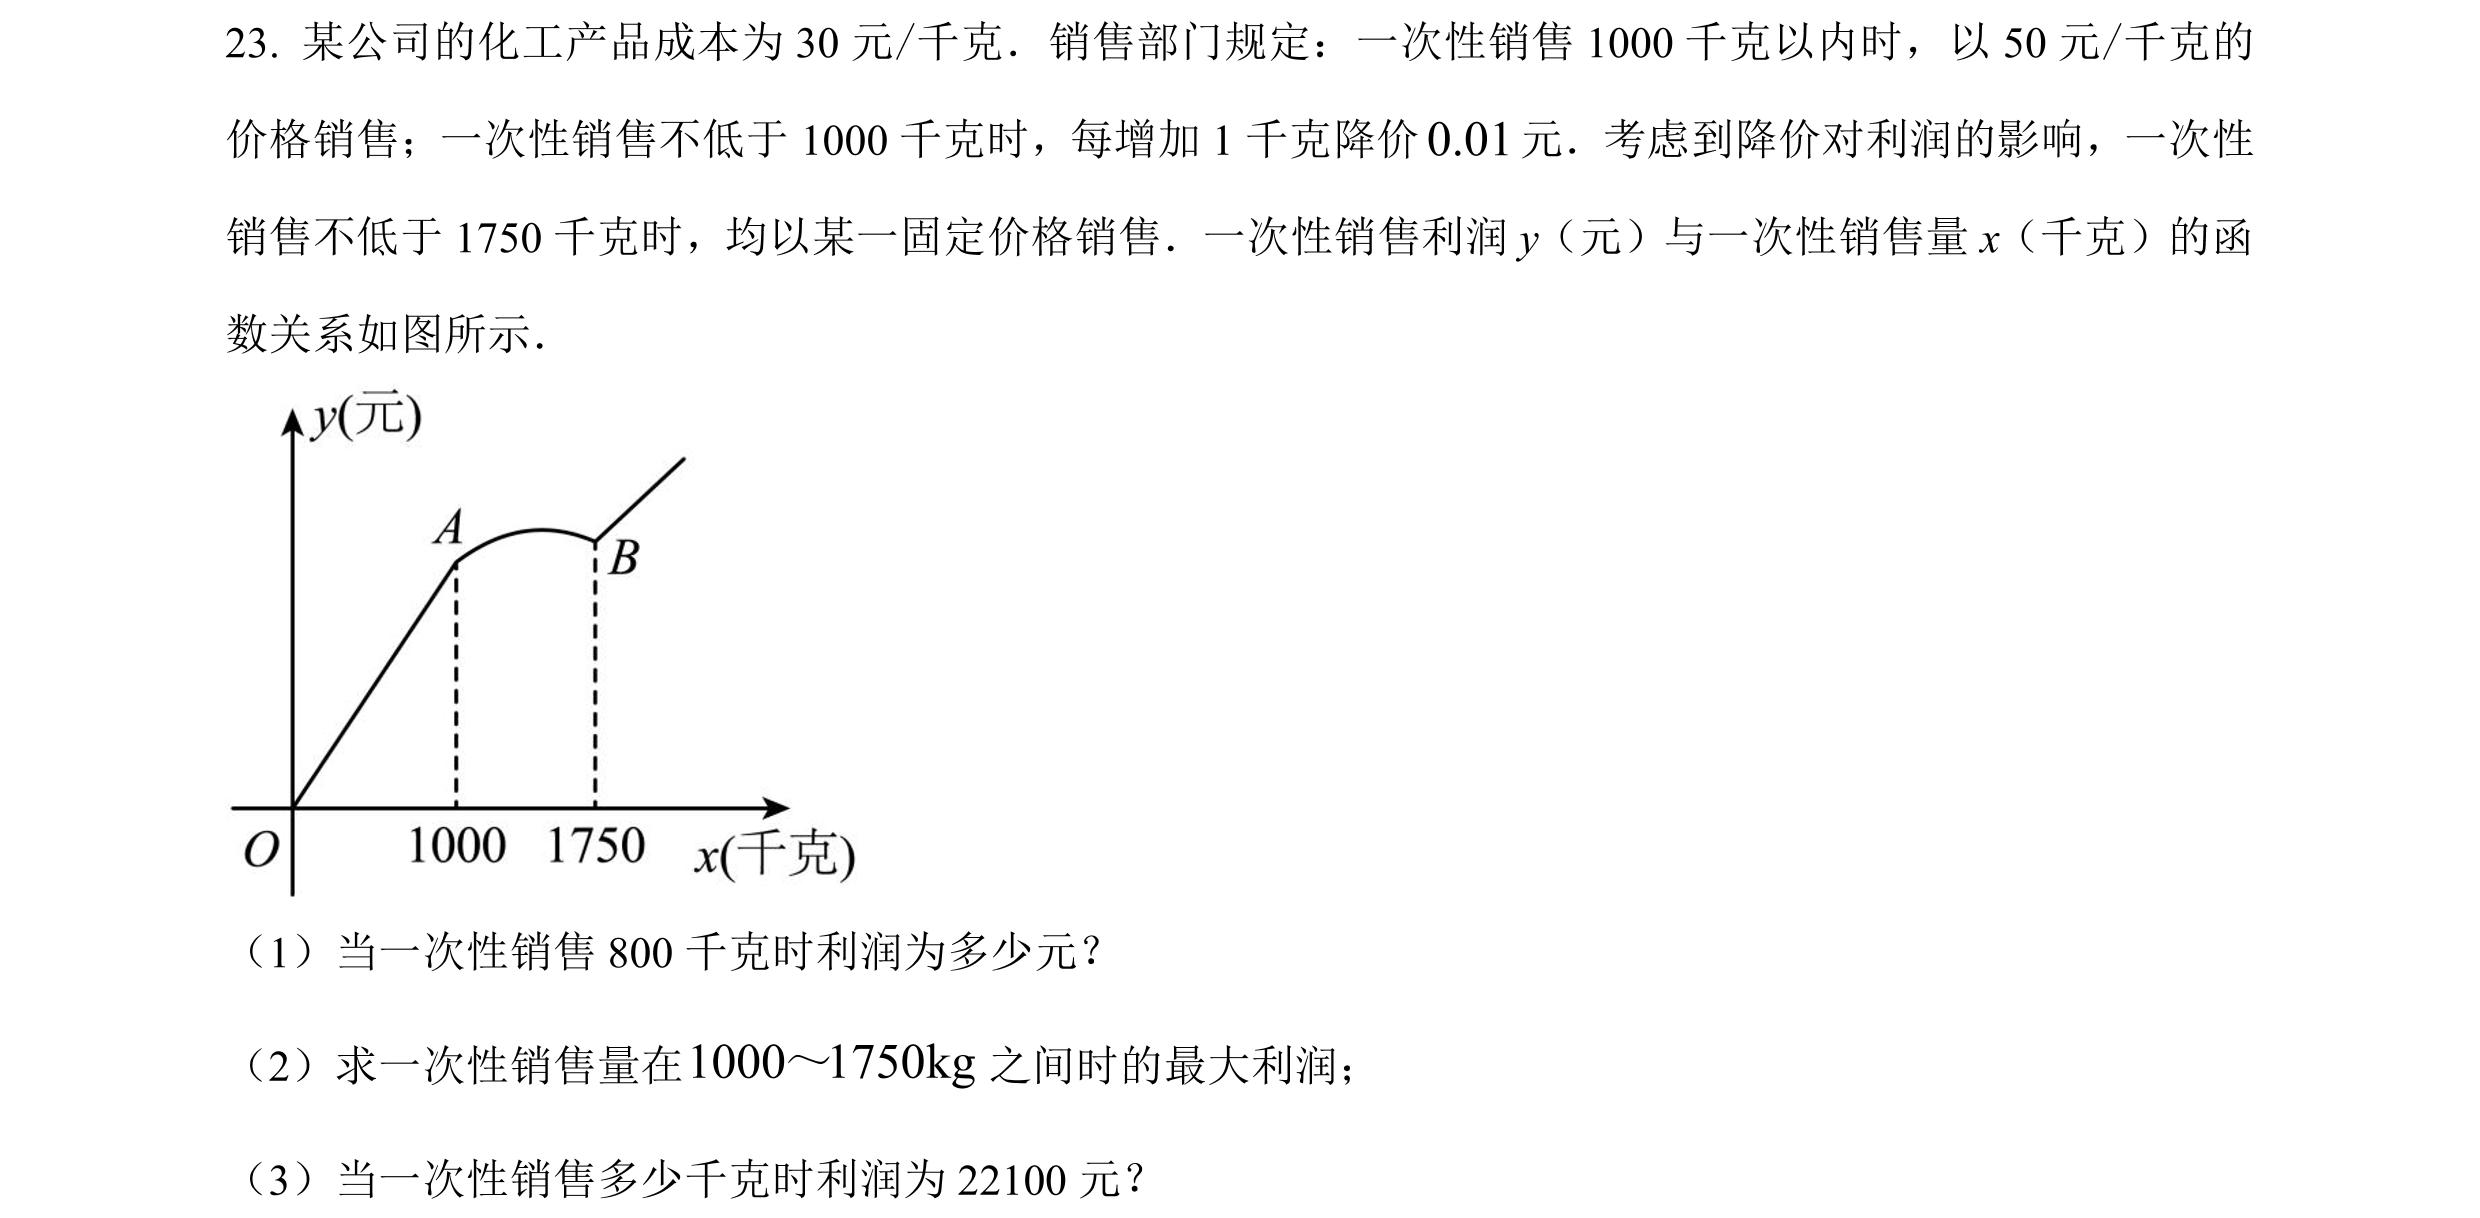 23. 某公司的化工产品成本为 30 元/千克．销售部门规定：一次性销售 1000 千克以内时，以 50 元/千克的
价格销售；一次性销售不低于 1000 千克时，每增加 1 千克降价 0.01 元．考虑到降价对利润的影响，一次性
销售不低于 1750 千克时，均以某一固定价格销售．一次性销售利润 y（元）与一次性销售量 x（千克）的函
数关系如图所示．
y(元)
A
B
O
1000
1750
x(千克)
（1）当一次性销售 800 千克时利润为多少元？
（2）求一次性销售量在 1000～1750kg 之间时的最大利润；
（3）当一次性销售多少千克时利润为 22100 元？